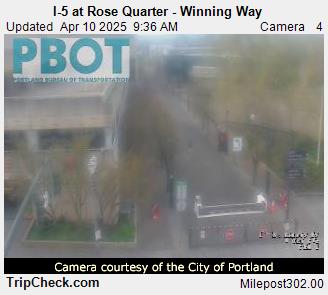 I-5 at Rose Quarter - Winning Way
Updated Apr 10 2025 9:36 AM Camera 4
PBOT
PORTLAND BUREAU OF TRANSPORTATION
Camera courtesy of the City of Portland
TripCheck.com Milepost302.00